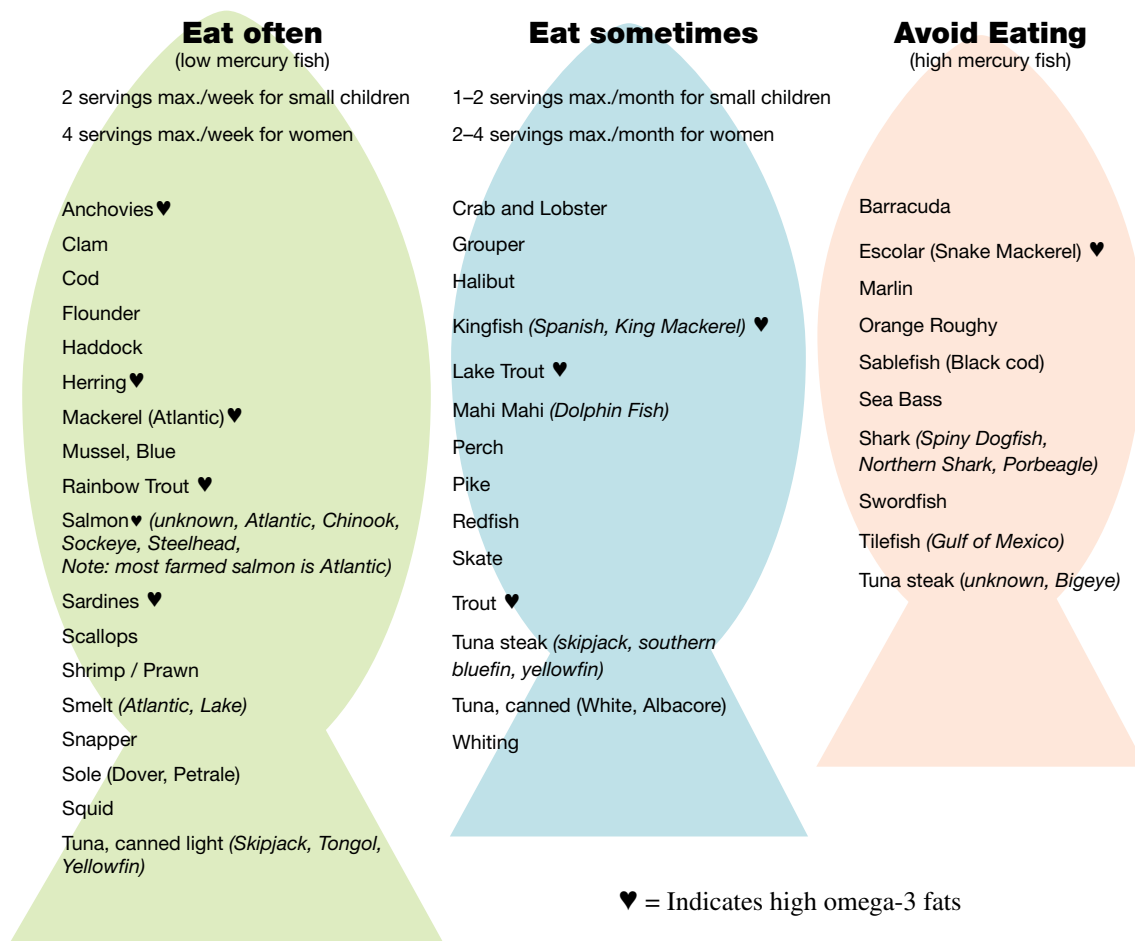 Eat often
(low mercury fish)
2 servings max./week for small children
4 servings max./week for women
Anchovies♥
Clam
Cod
Flounder
Haddock
Herring♥
Mackerel (Atlantic)♥
Mussel, Blue
Rainbow Trout ♥
Salmon♥ (unknown, Atlantic, Chinook,
Sockeye, Steelhead,
Note: most farmed salmon is Atlantic)
Sardines ♥
Scallops
Shrimp / Prawn
Smelt (Atlantic, Lake)
Snapper
Sole (Dover, Petrale)
Squid
Tuna, canned light (Skipjack, Tongol,
Yellowfin)
Eat sometimes
1–2 servings max./month for small children
2–4 servings max./month for women
Crab and Lobster
Grouper
Halibut
Kingfish (Spanish, King Mackerel) ♥
Lake Trout ♥
Mahi Mahi (Dolphin Fish)
Perch
Pike
Redfish
Skate
Trout ♥
Tuna steak (skipjack, southern
bluefin, yellowfin)
Tuna, canned (White, Albacore)
Whiting
Avoid Eating
(high mercury fish)
Barracuda
Escolar (Snake Mackerel) ♥
Marlin
Orange Roughy
Sablefish (Black cod)
Sea Bass
Shark (Spiny Dogfish,
Northern Shark, Porbeagle)
Swordfish
Tilefish (Gulf of Mexico)
Tuna steak (unknown, Bigeye)
♥ = Indicates high omega-3 fats